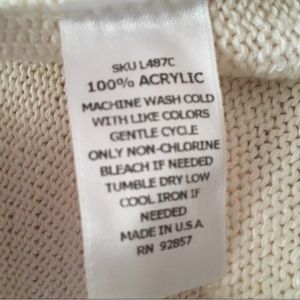 SKU L487C
100% ACRYLIC
MACHINE WASH COLD
WITH LIKE COLORS
GENTLE CYCLE
ONLY NON-CHLORINE
BLEACH IF NEEDED
TUMBLE DRY LOW
COOL IRON IF
NEEDED
MADE IN U.S.A
RN 92857